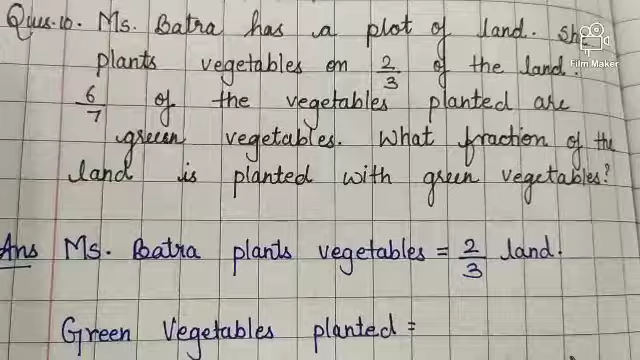 Ques.10. Ms. Batra has a plot of land. She
Film Maker
plants vegetables on 2/3 of the land.
6/7 of the vegetables planted are
green vegetables. What fraction of the
land is planted with green vegetables?
Ans Ms. Batra plants vegetables = 2/3 land.
Green Vegetables planted =